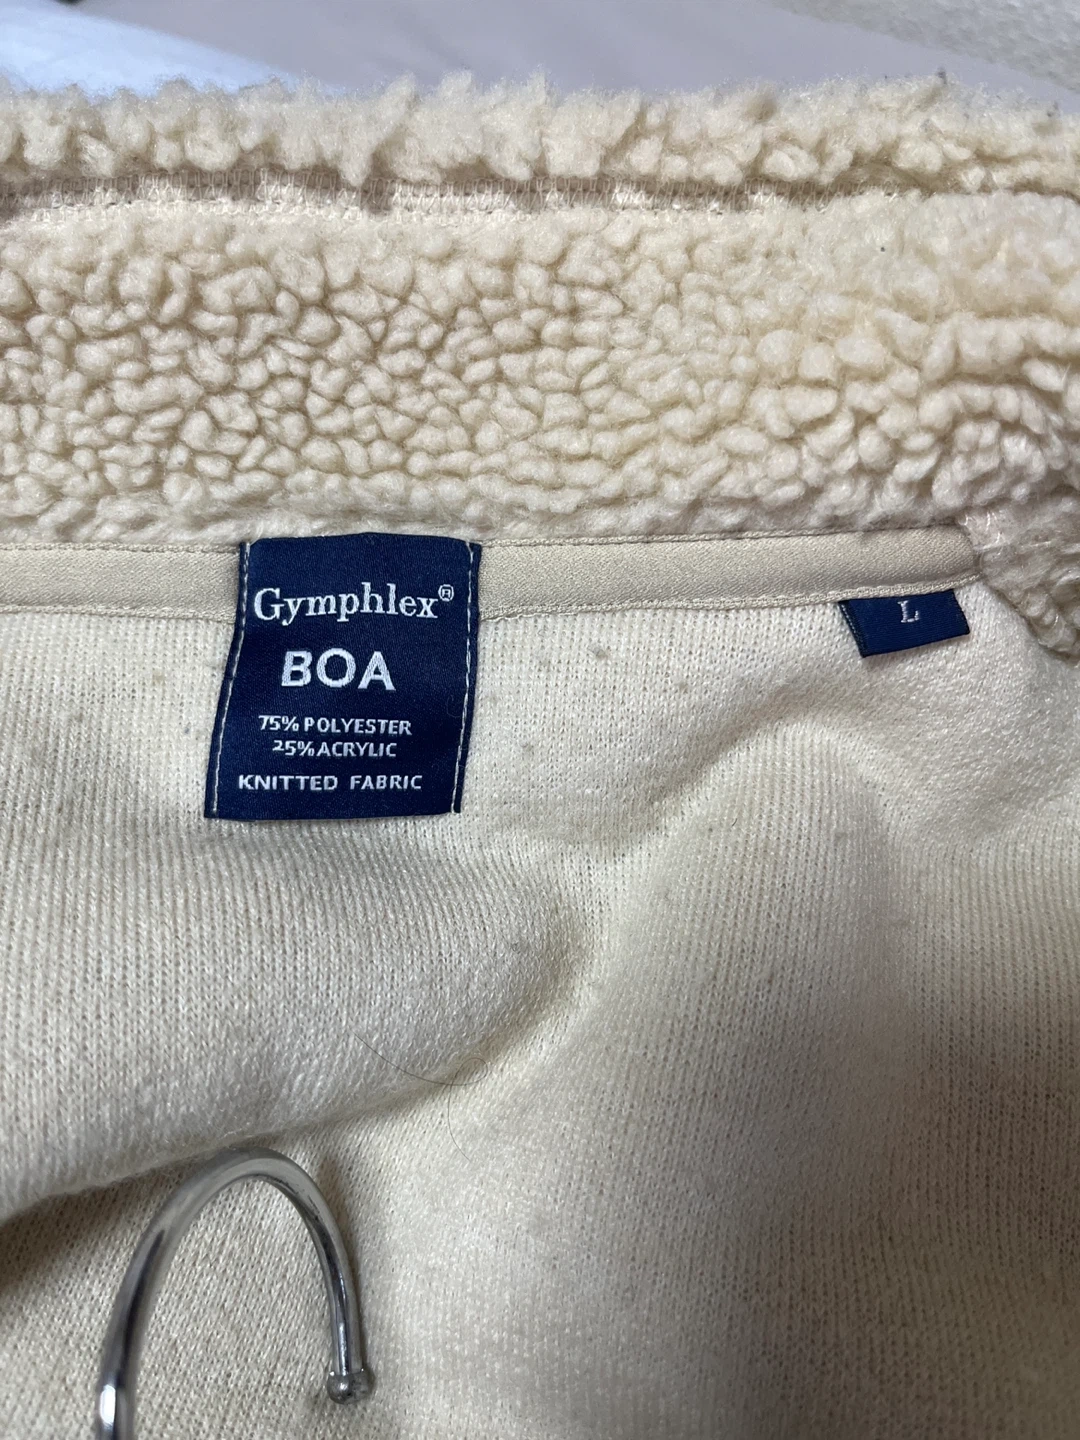 Gymphlex®
BOA
75% POLYESTER
25% ACRYLIC
KNITTED FABRIC
L